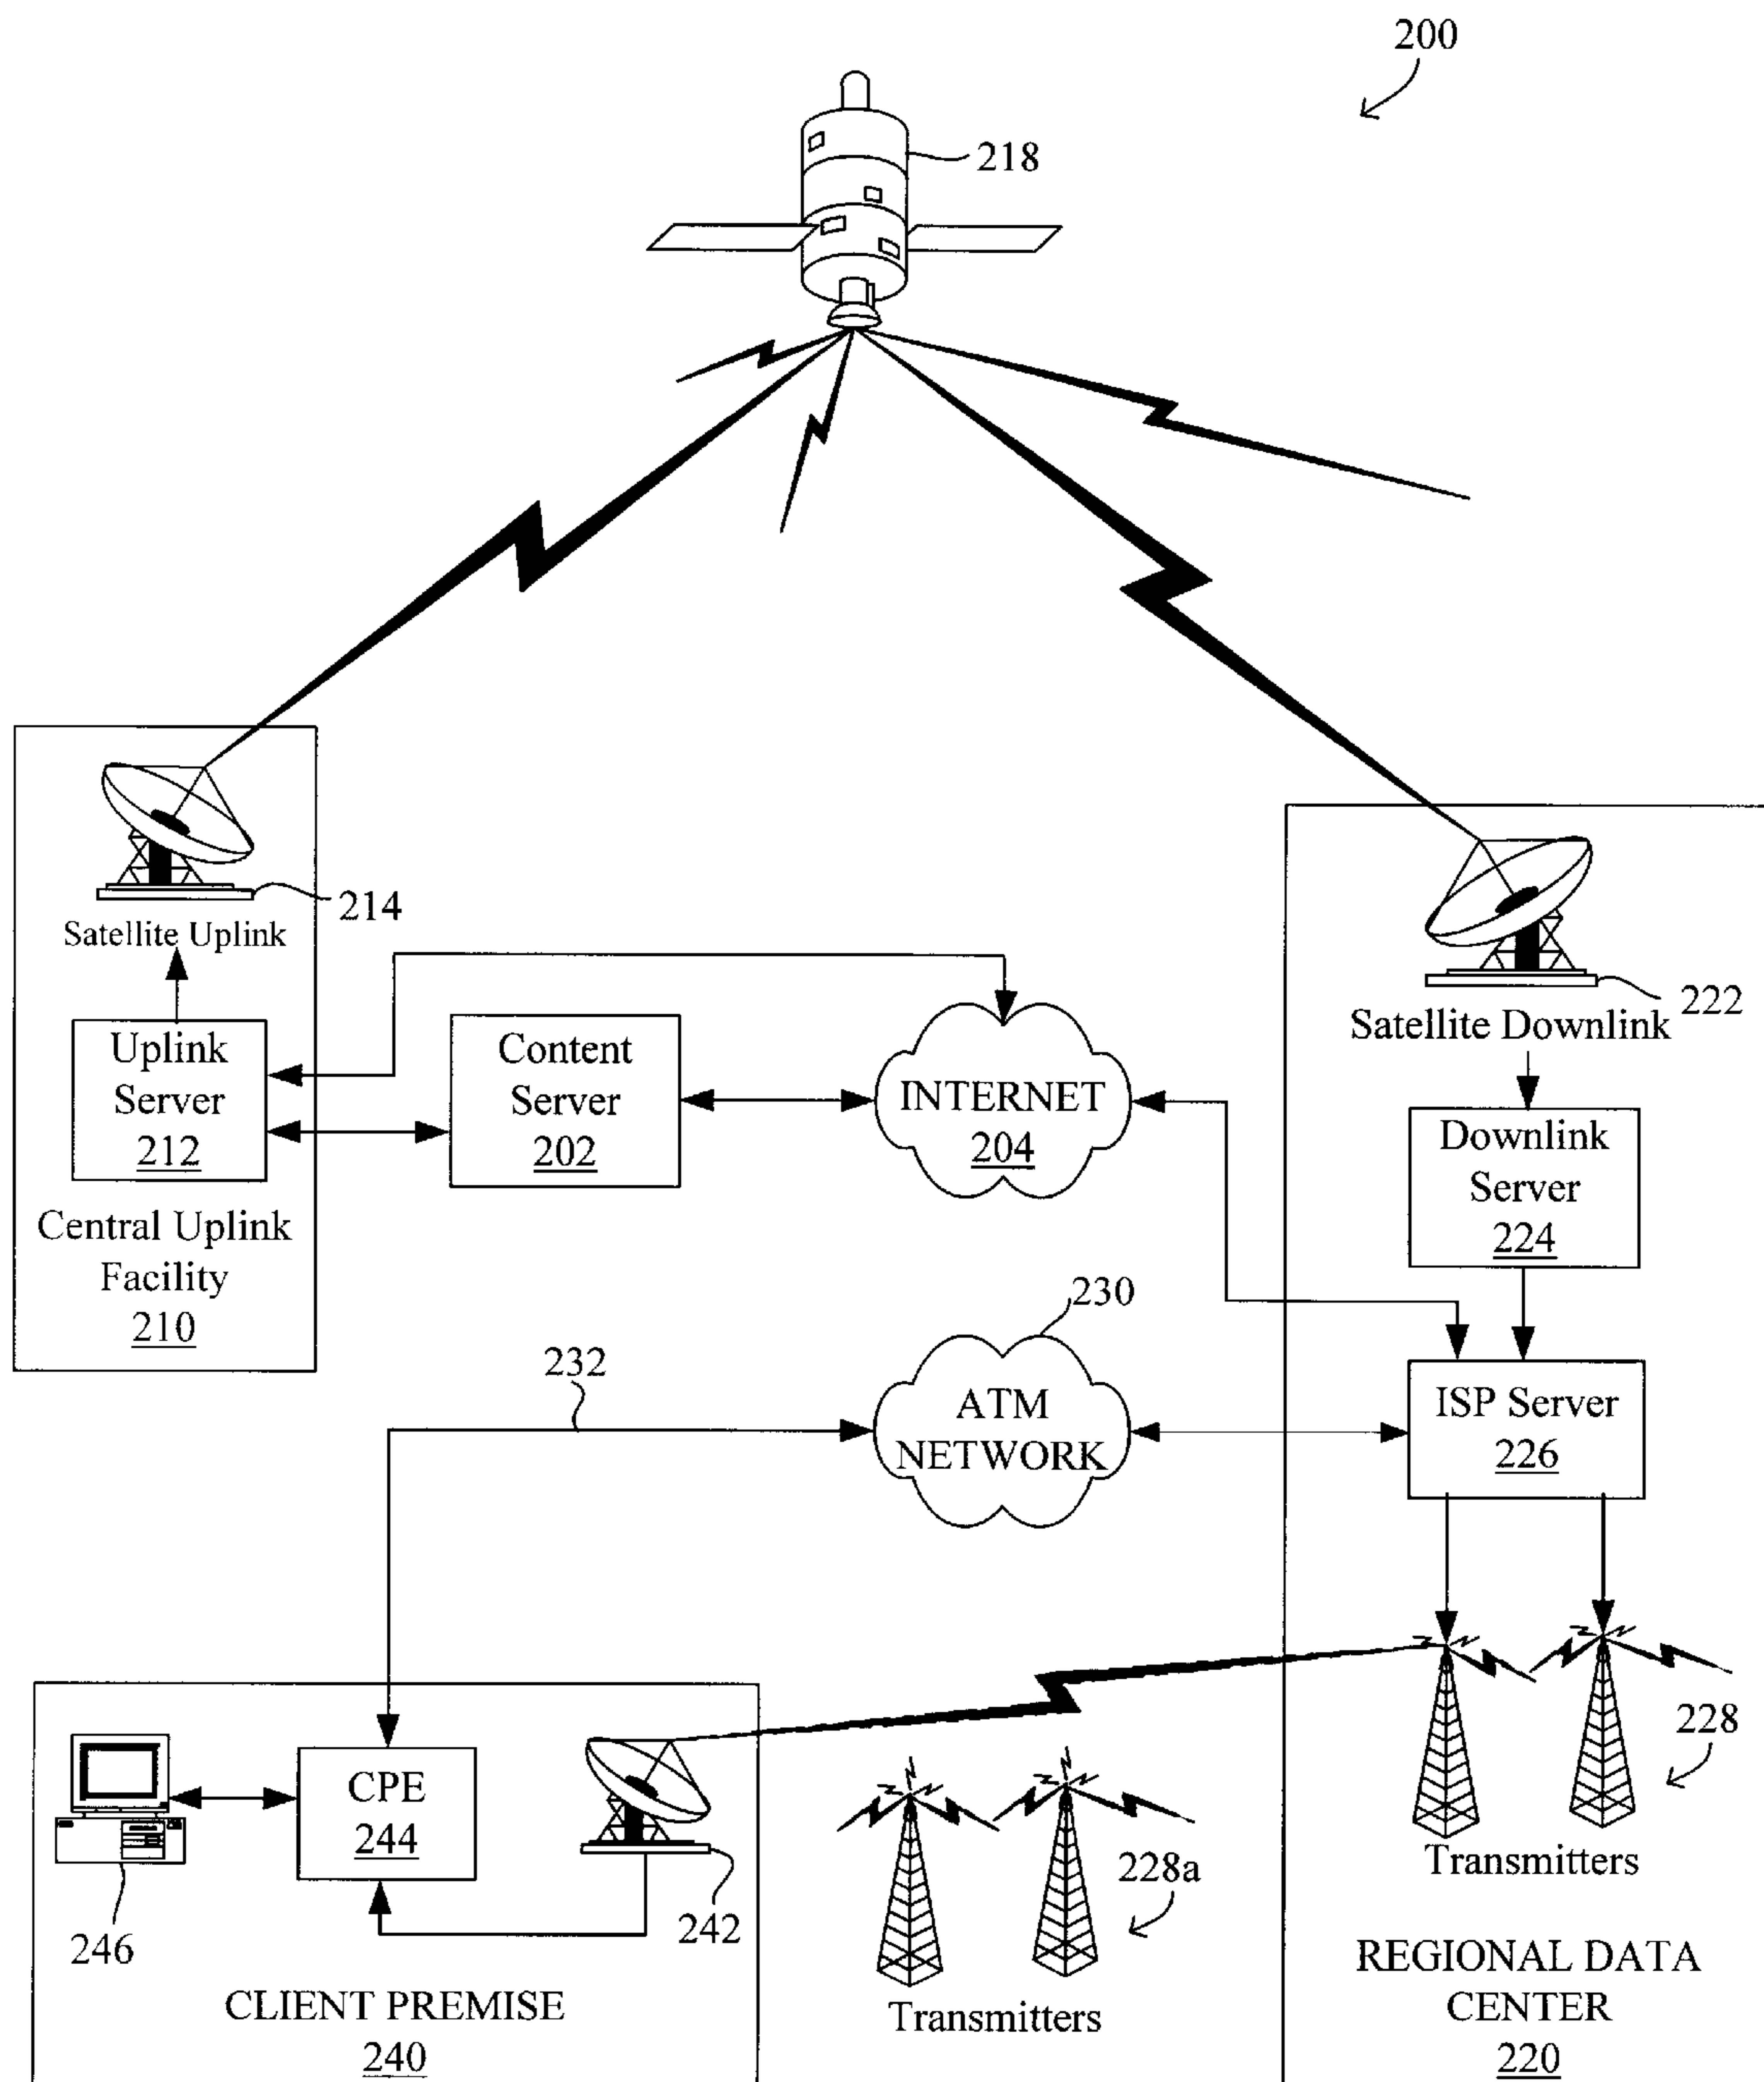 200
218
214
Satellite Uplink
Uplink
Server
212
Central Uplink
Facility
210
Content
Server
202
INTERNET
204
222
Satellite Downlink
Downlink
Server
224
230
232
ATM
NETWORK
ISP Server
226
228
Transmitters
REGIONAL DATA
CENTER
220
CPE
244
246
242
CLIENT PREMISE
240
228a
Transmitters